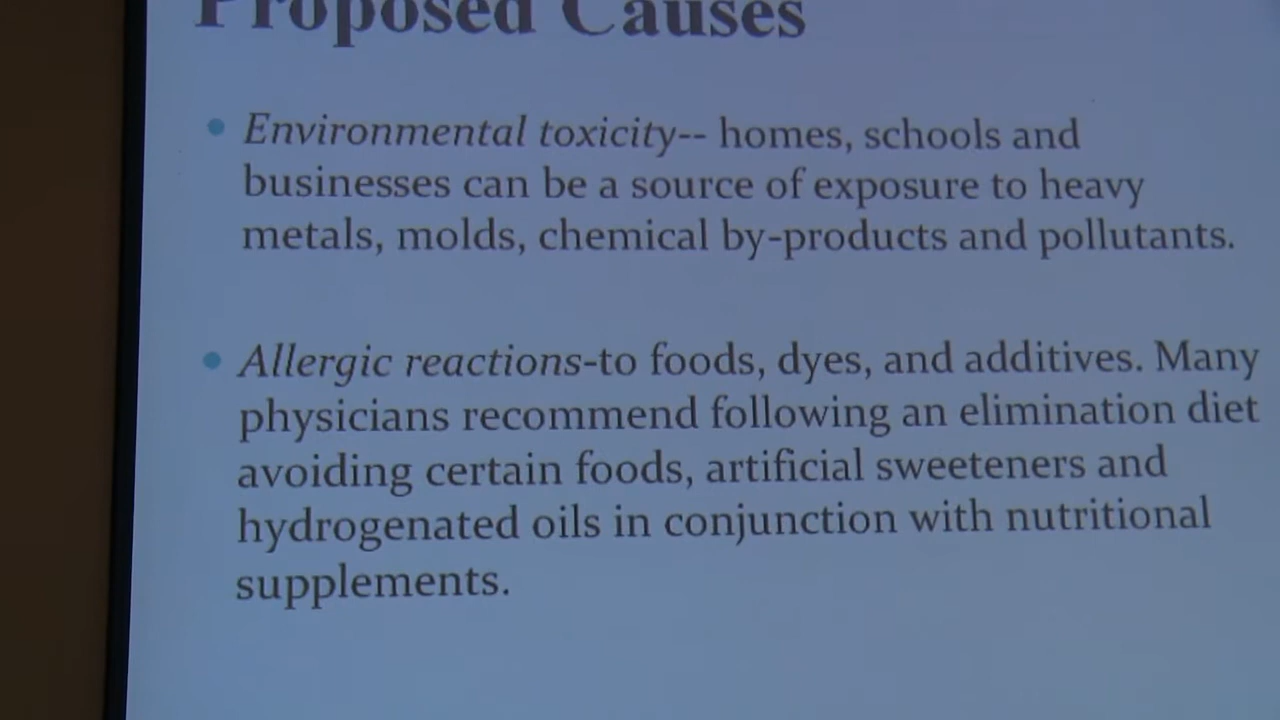 Proposed Causes
Environmental toxicity-- homes, schools and
businesses can be a source of exposure to heavy
metals, molds, chemical by-products and pollutants.
Allergic reactions-to foods, dyes, and additives. Many
physicians recommend following an elimination diet
avoiding certain foods, artificial sweeteners and
hydrogenated oils in conjunction with nutritional
supplements.